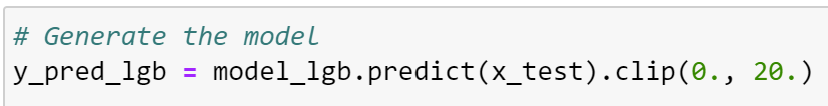 # Generate the model
y_pred_lgb = model_lgb.predict(x_test).clip(0., 20.)